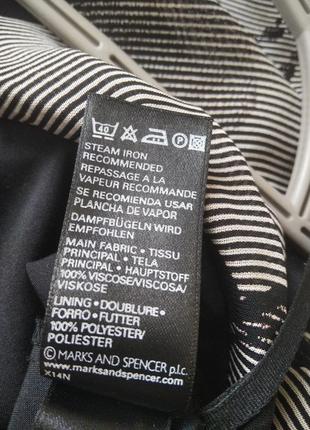 40 P
STEAM IRON
RECOMMENDED
REPASSAGE A LA
VAPEUR RECOMMANDE
SE RECOMIENDA USAR
PLANCHA DE VAPOR
DAMPFBÜGELN WIRD
EMPFOHLEN
MAIN FABRIC • TISSU
PRINCIPAL • TELA
PRINCIPAL • HAUPTSTOFF
100% VISCOSE/VISCOSA/
VISKOSE
LINING • DOUBLURE •
FORRO • FUTTER
100% POLYESTER/
POLIÉSTER
© MARKS AND SPENCER p.l.c.
www.marksandspencer.com
X14N